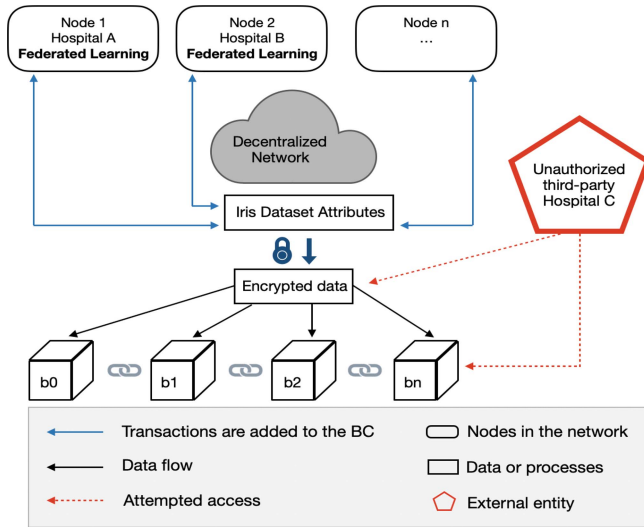 Node 1
Hospital A
Federated Learning
Node 2
Hospital B
Federated Learning
Node n
...
Decentralized
Network
Unauthorized
third-party
Hospital C
Iris Dataset Attributes
Encrypted data
b0
b1
b2
bn
Transactions are added to the BC
Nodes in the network
Data flow
Data or processes
Attempted access
External entity